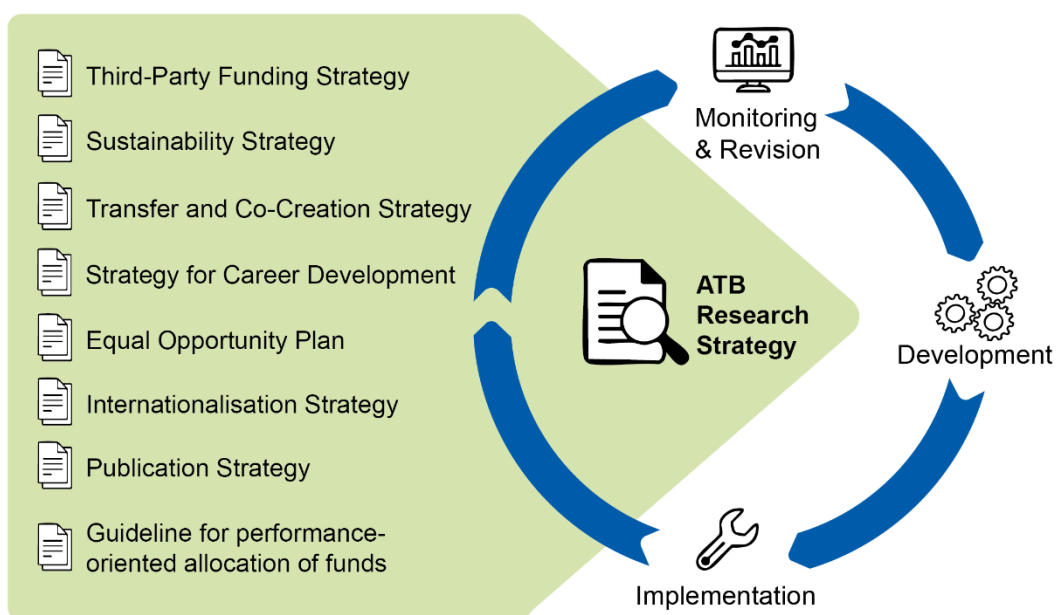 Third-Party Funding Strategy
Sustainability Strategy
Transfer and Co-Creation Strategy
Strategy for Career Development
Equal Opportunity Plan
Internationalisation Strategy
Publication Strategy
Guideline for performance-
oriented allocation of funds
Monitoring
& Revision
ATB
Research
Strategy
Development
Implementation